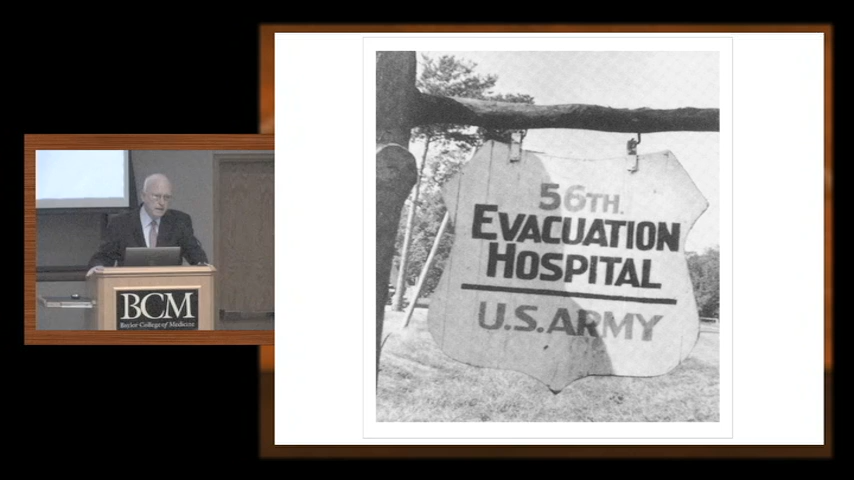 56TH.
EVACUATION
HOSPITAL
U.S. ARMY
BCM
Baylor College of Medicine